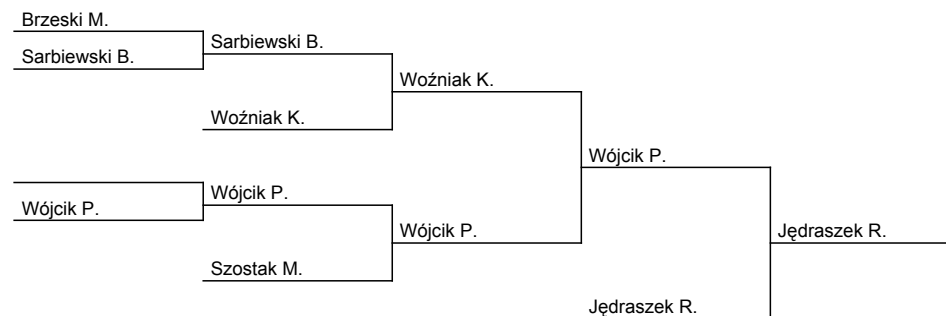 Brzeski M.
Sarbiewski B.
Sarbiewski B.
Woźniak K.
Woźniak K.
Wójcik P.
Wójcik P.
Wójcik P.
Wójcik P.
Jędraszek R.
Szostak M.
Jędraszek R.